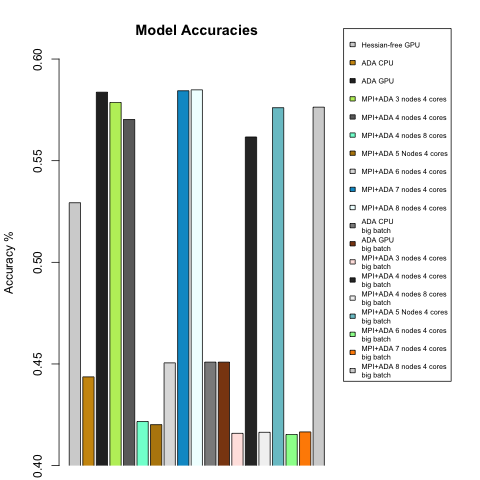 Model Accuracies
Accuracy %
0.60
0.55
0.50
0.45
0.40
Hessian-free GPU
ADA CPU
ADA GPU
MPI+ADA 3 nodes 4 cores
MPI+ADA 4 nodes 4 cores
MPI+ADA 4 nodes 8 cores
MPI+ADA 5 Nodes 4 cores
MPI+ADA 6 nodes 4 cores
MPI+ADA 7 nodes 4 cores
MPI+ADA 8 nodes 4 cores
ADA CPU
big batch
ADA GPU
big batch
MPI+ADA 3 nodes 4 cores
big batch
MPI+ADA 4 nodes 4 cores
big batch
MPI+ADA 4 nodes 8 cores
big batch
MPI+ADA 5 Nodes 4 cores
big batch
MPI+ADA 6 nodes 4 cores
big batch
MPI+ADA 7 nodes 4 cores
big batch
MPI+ADA 8 nodes 4 cores
big batch